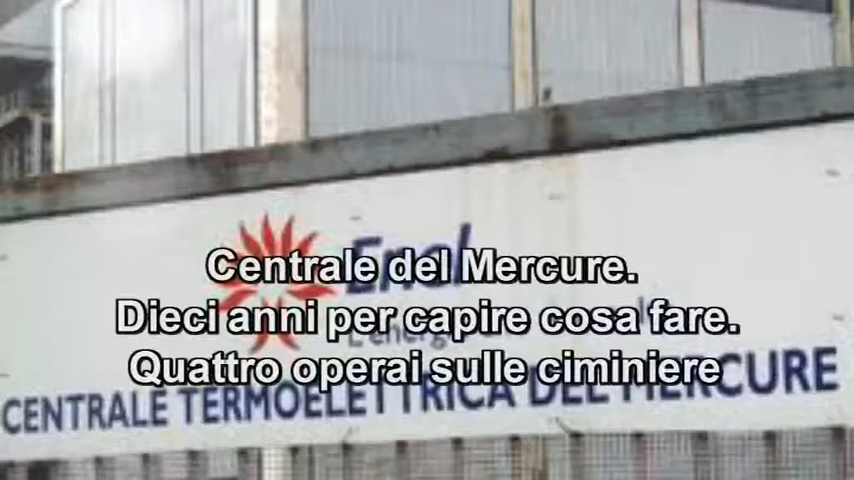 Enel
Centrale del Mercure.
Dieci anni per capire cosa fare.
Quattro operai sulle ciminiere
CENTRALE TERMOELETTRICA DEL MERCURE